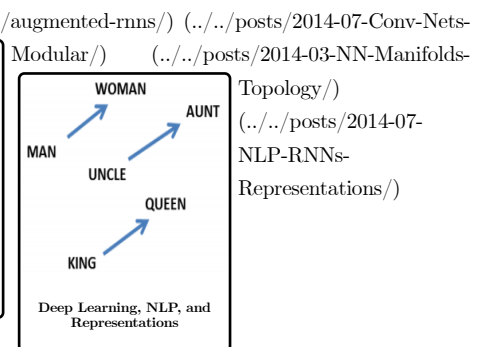 /augmented-rnns/) (../../posts/2014-07-Conv-Nets-
Modular/) (../../posts/2014-03-NN-Manifolds-
Topology/)
(../../posts/2014-07-
NLP-RNNs-
Representations/)
WOMAN
AUNT
MAN
UNCLE
QUEEN
KING
Deep Learning, NLP, and
Representations